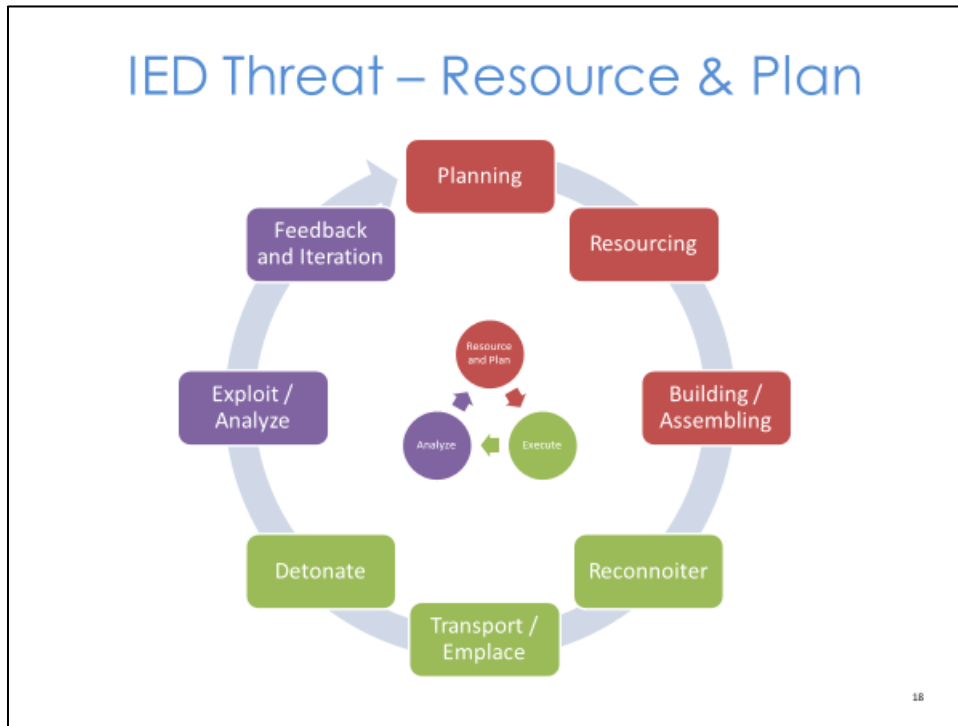 IED Threat – Resource & Plan
Planning
Resourcing
Building /
Assembling
Reconnoiter
Transport /
Emplace
Detonate
Exploit /
Analyze
Feedback
and Iteration
Resource
and Plan
Execute
Analyze
18